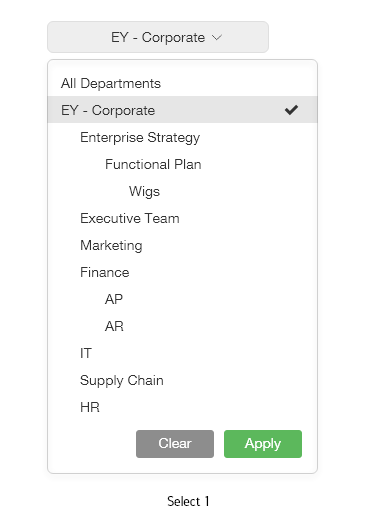 EY - Corporate
All Departments
EY - Corporate
Enterprise Strategy
Functional Plan
Wigs
Executive Team
Marketing
Finance
AP
AR
IT
Supply Chain
HR
Clear Apply
Select 1